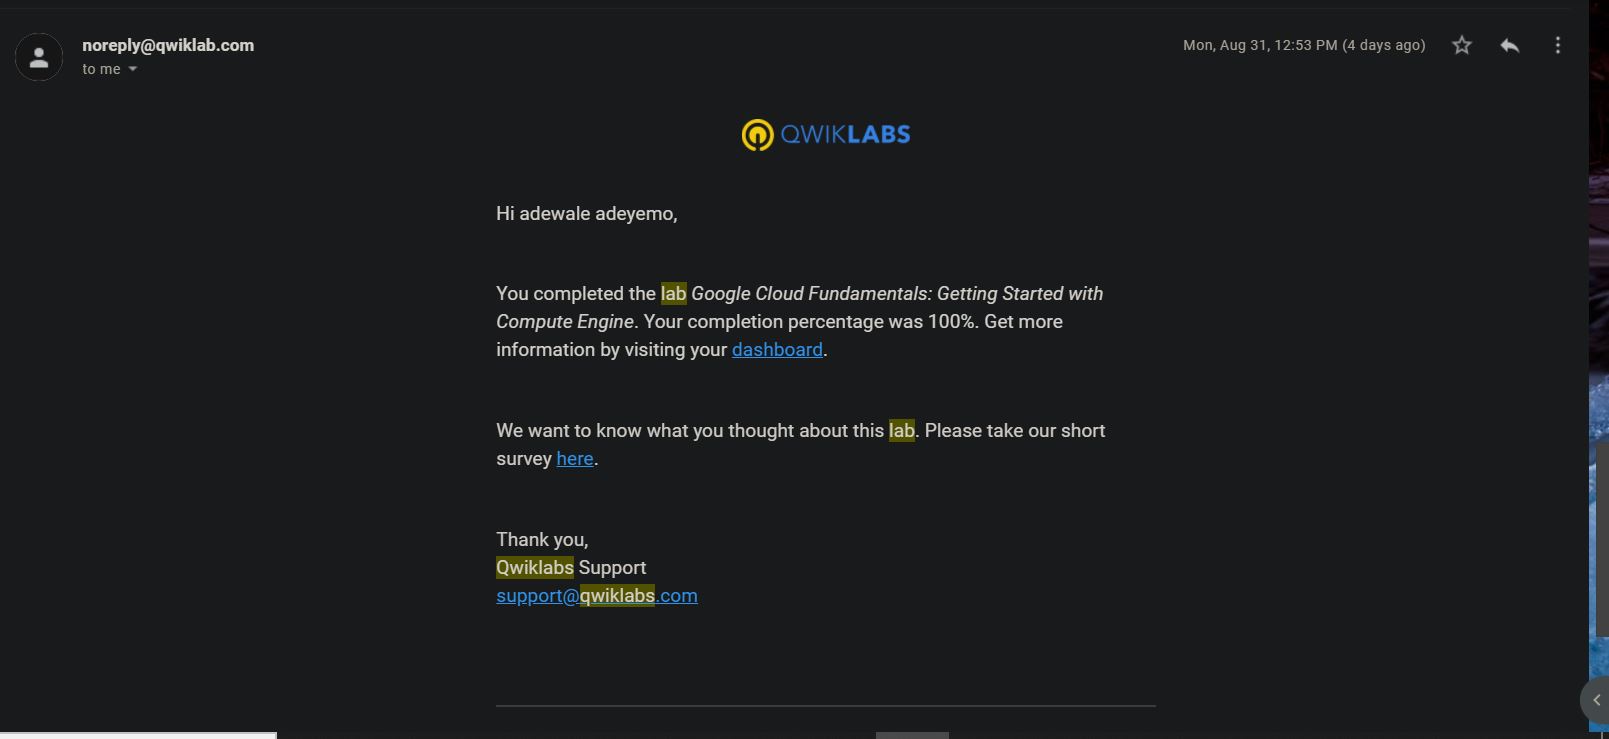 noreply@qwiklab.com
Mon, Aug 31, 12:53 PM (4 days ago)
to me
QWIKLABS
Hi adewale adeyemo,
You completed the lab Google Cloud Fundamentals: Getting Started with
Compute Engine. Your completion percentage was 100%. Get more
information by visiting your dashboard.
We want to know what you thought about this lab. Please take our short
survey here.
Thank you,
Qwiklabs Support
support@qwiklabs.com